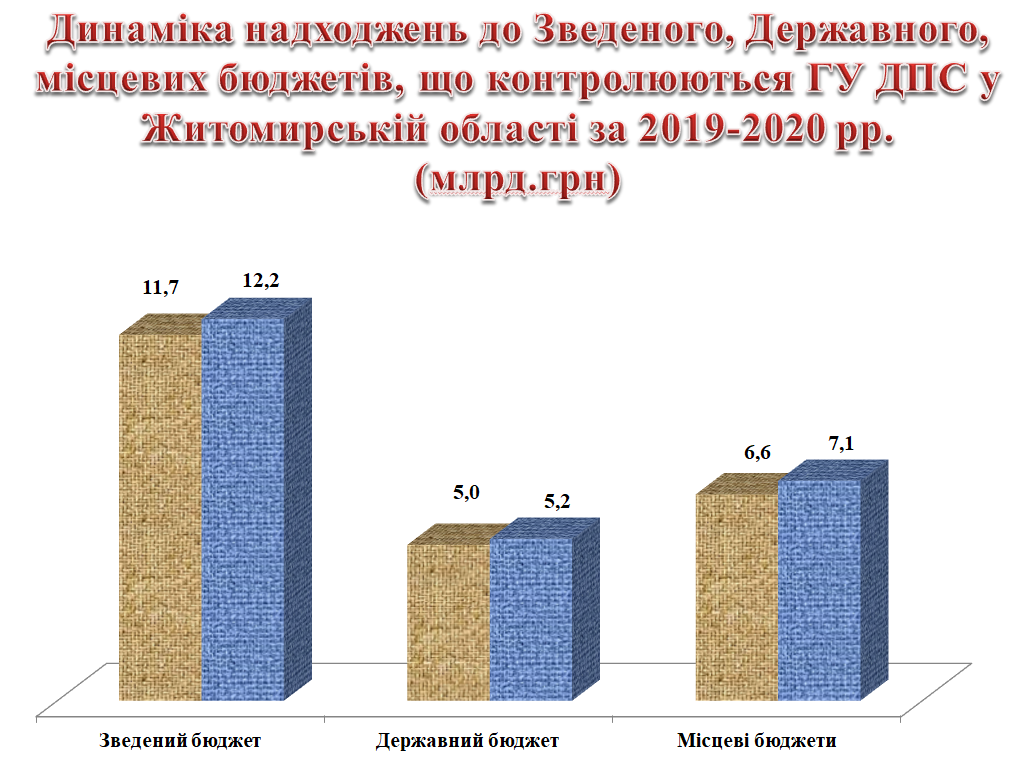 Динаміка надходжень до Зведеного, Державного,
місцевих бюджетів, що контролюються ГУ ДПС у
Житомирській області за 2019-2020 рр.
(млрд.грн)
11,7
12,2
5,0
5,2
6,6
7,1
Зведений бюджет
Державний бюджет
Місцеві бюджети